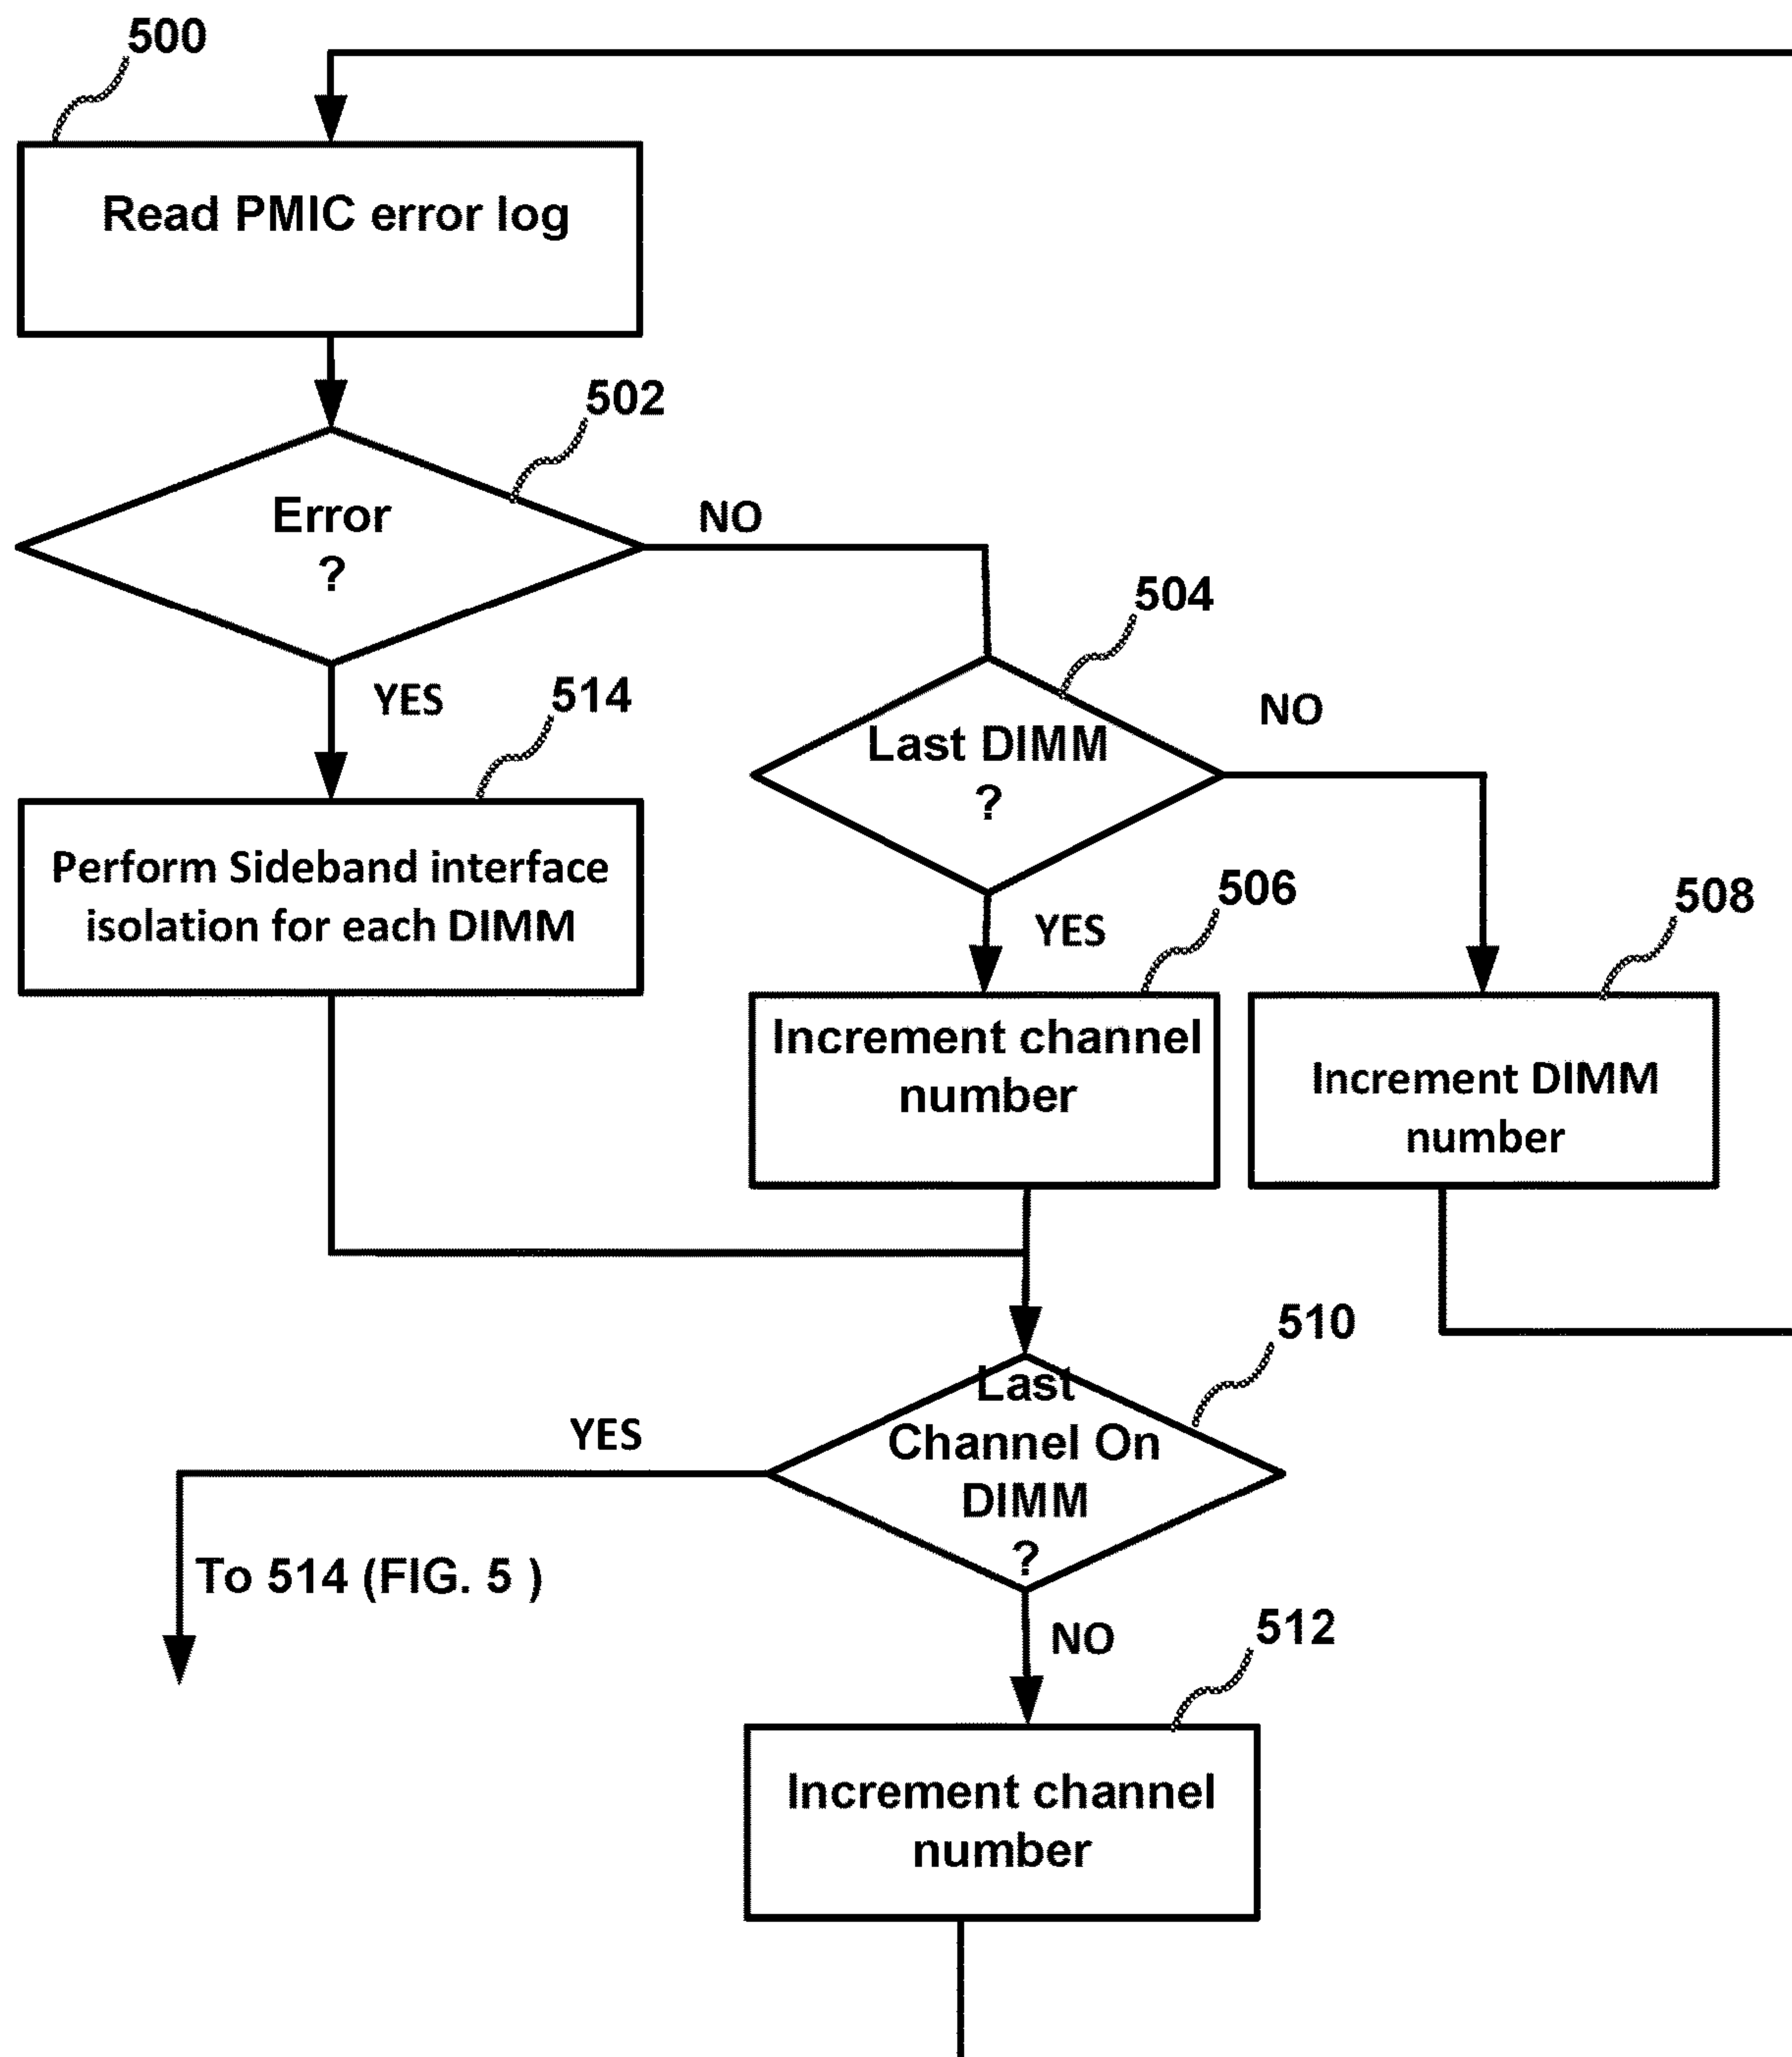 500
Read PMIC error log
502
Error
?
NO
YES
504
Last DIMM
?
NO
YES
514
Perform Sideband interface
isolation for each DIMM
506
Increment channel
number
508
Increment DIMM
number
510
Last
Channel On
DIMM
?
YES
To 514 (FIG. 5 )
NO
512
Increment channel
number